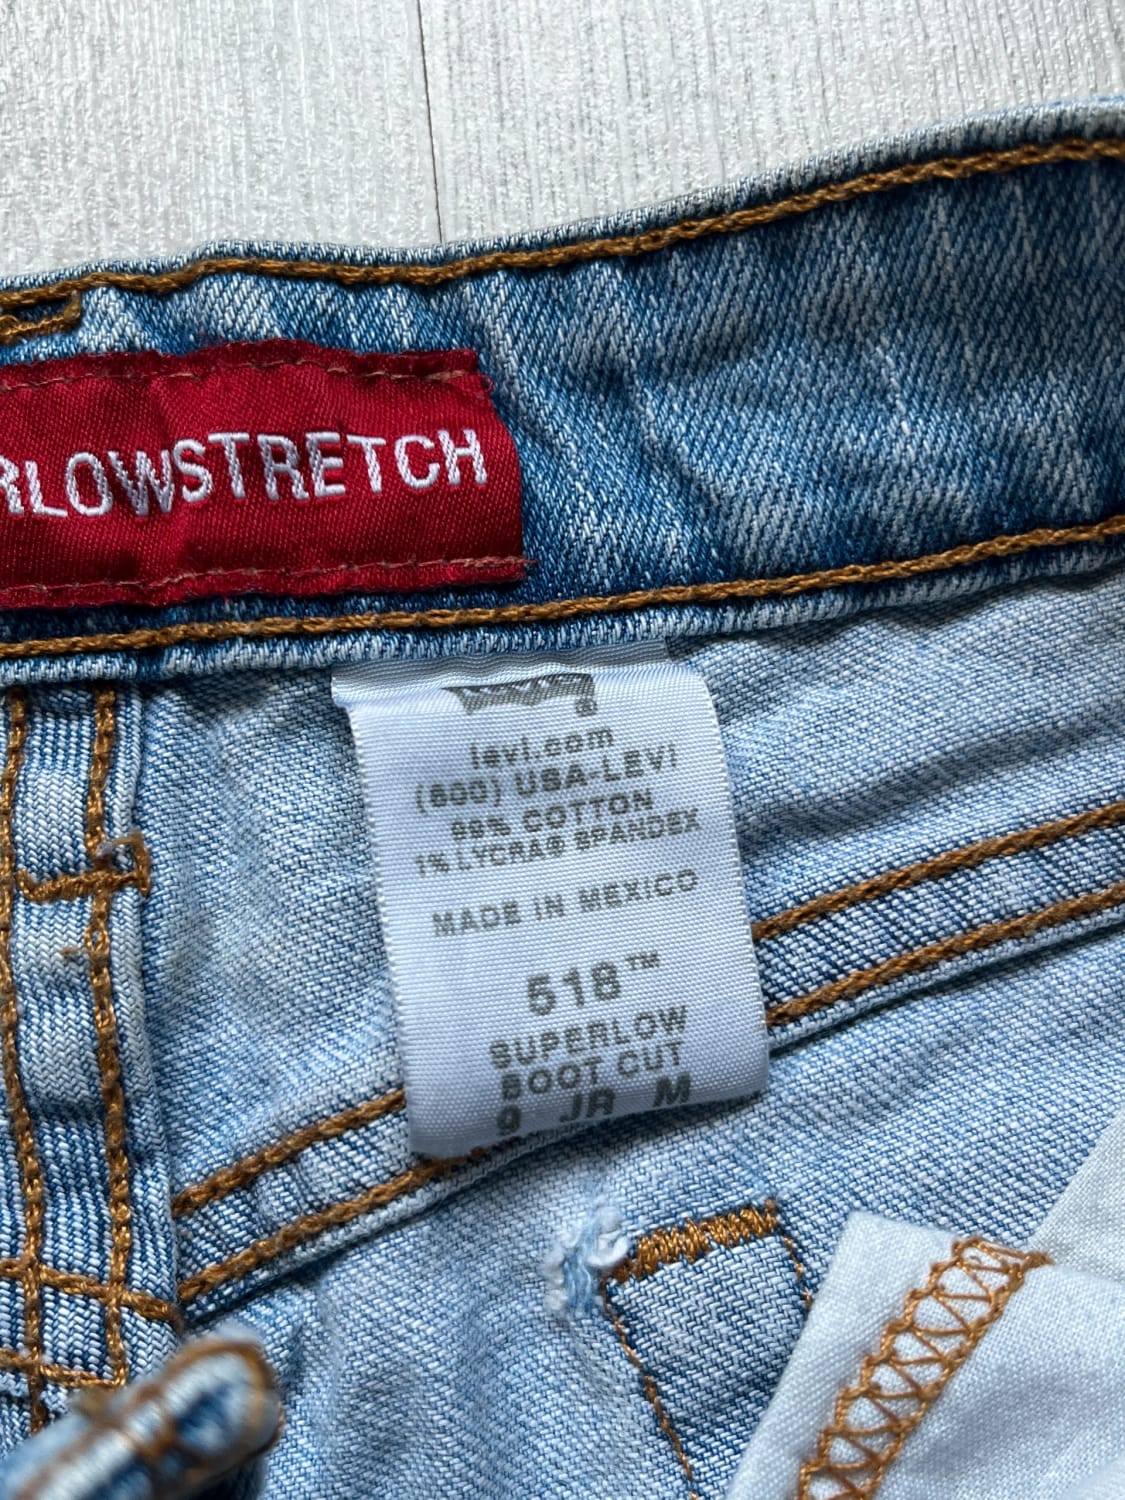 RLOWSTRETCH
levi.com
(800) USA-LEVI
99% COTTON
1% LYCRA® SPANDEX
MADE IN MEXICO
518™
SUPERLOW
BOOT CUT
9 JR M